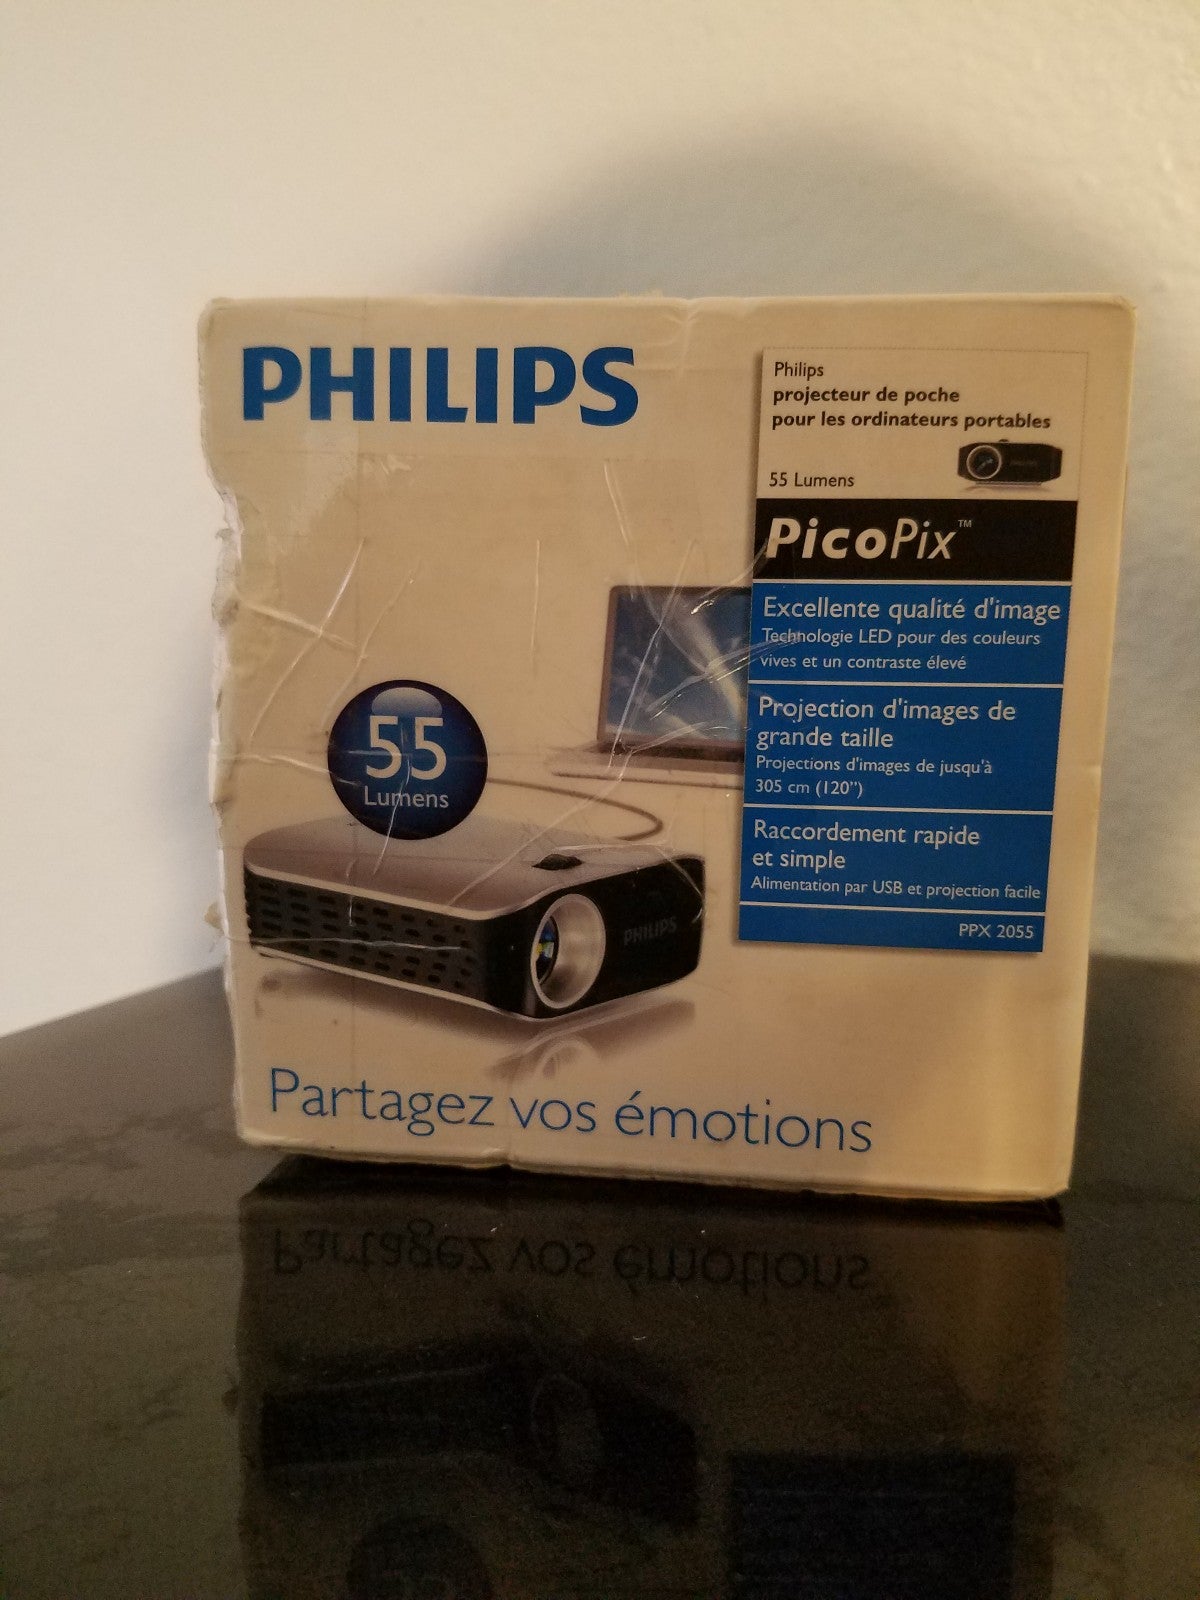 PHILIPS
Philips
projecteur de poche
pour les ordinateurs portables
55 Lumens
PicoPix™
Excellente qualité d'image
Technologie LED pour des couleurs
vives et un contraste élevé
Projection d'images de
grande taille
Projections d'images de jusqu'à
305 cm (120”)
Raccordement rapide
et simple
Alimentation par USB et projection facile
PPX 2055
55
Lumens
PHILIPS
Partagez vos émotions